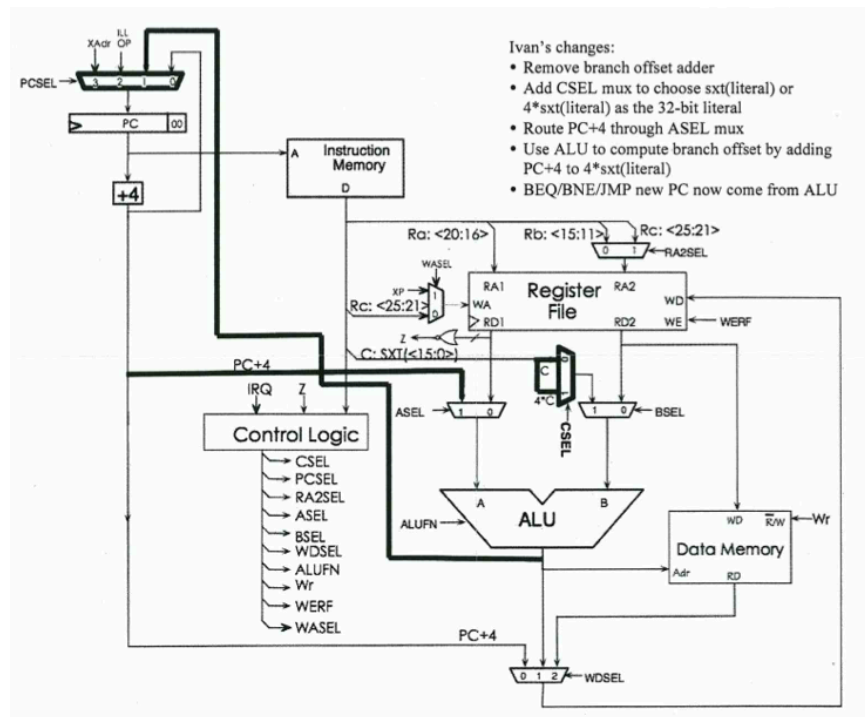 ILL
XAdr OP
PCSEL
3 2 1 0
PC 00
+4
A Instruction
Memory
D
Ivan's changes:
• Remove branch offset adder
• Add CSEL mux to choose sxt(literal) or
4*sxt(literal) as the 32-bit literal
• Route PC+4 through ASEL mux
• Use ALU to compute branch offset by adding
PC+4 to 4*sxt(literal)
• BEQ/BNE/JMP new PC now come from ALU
Ra: <20:16>
Rb: <15:11>
Rc: <25:21>
0 1
RA2SEL
WASEL
XP
1
0
Rc: <25:21>
RA1 Register RA2
WA File WD
RD1 RD2 WE
WERF
Z
C: SXT(<15:0>)
0
C
1
4*C
CSEL
PC+4
IRQ Z
Control Logic
CSEL
PCSEL
RA2SEL
ASEL
BSEL
WDSEL
ALUFN
Wr
WERF
WASEL
ASEL
1 0
1 0
BSEL
A B
ALUFN
ALU
WD R/W
Wr
Data Memory
Adr RD
PC+4
0 1 2
WDSEL